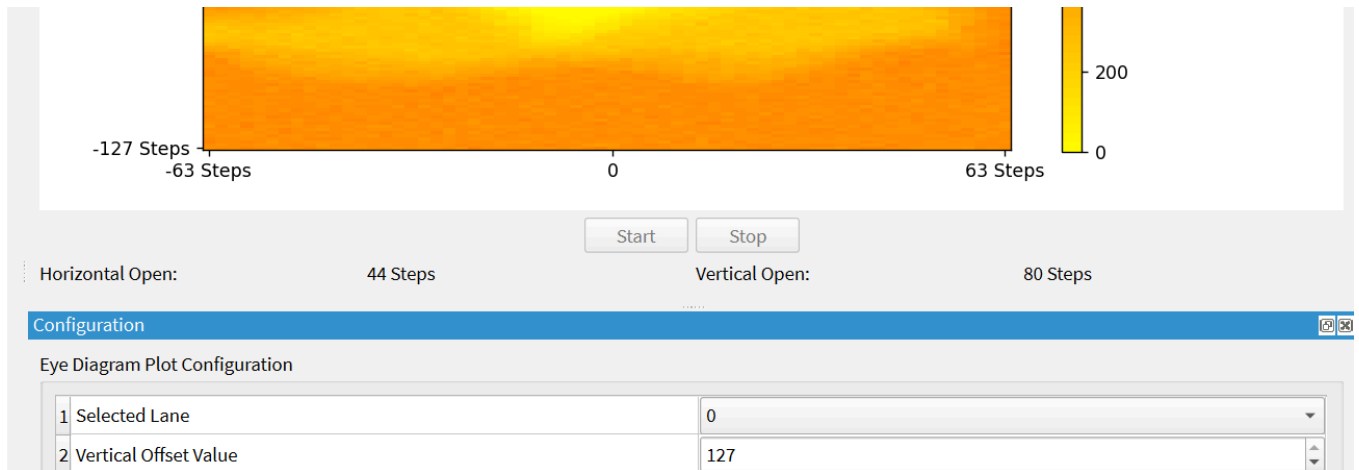 200
-127 Steps
0
-63 Steps 0 63 Steps
Start Stop
Horizontal Open: 44 Steps Vertical Open: 80 Steps
Configuration
Eye Diagram Plot Configuration
1 Selected Lane 0
2 Vertical Offset Value 127